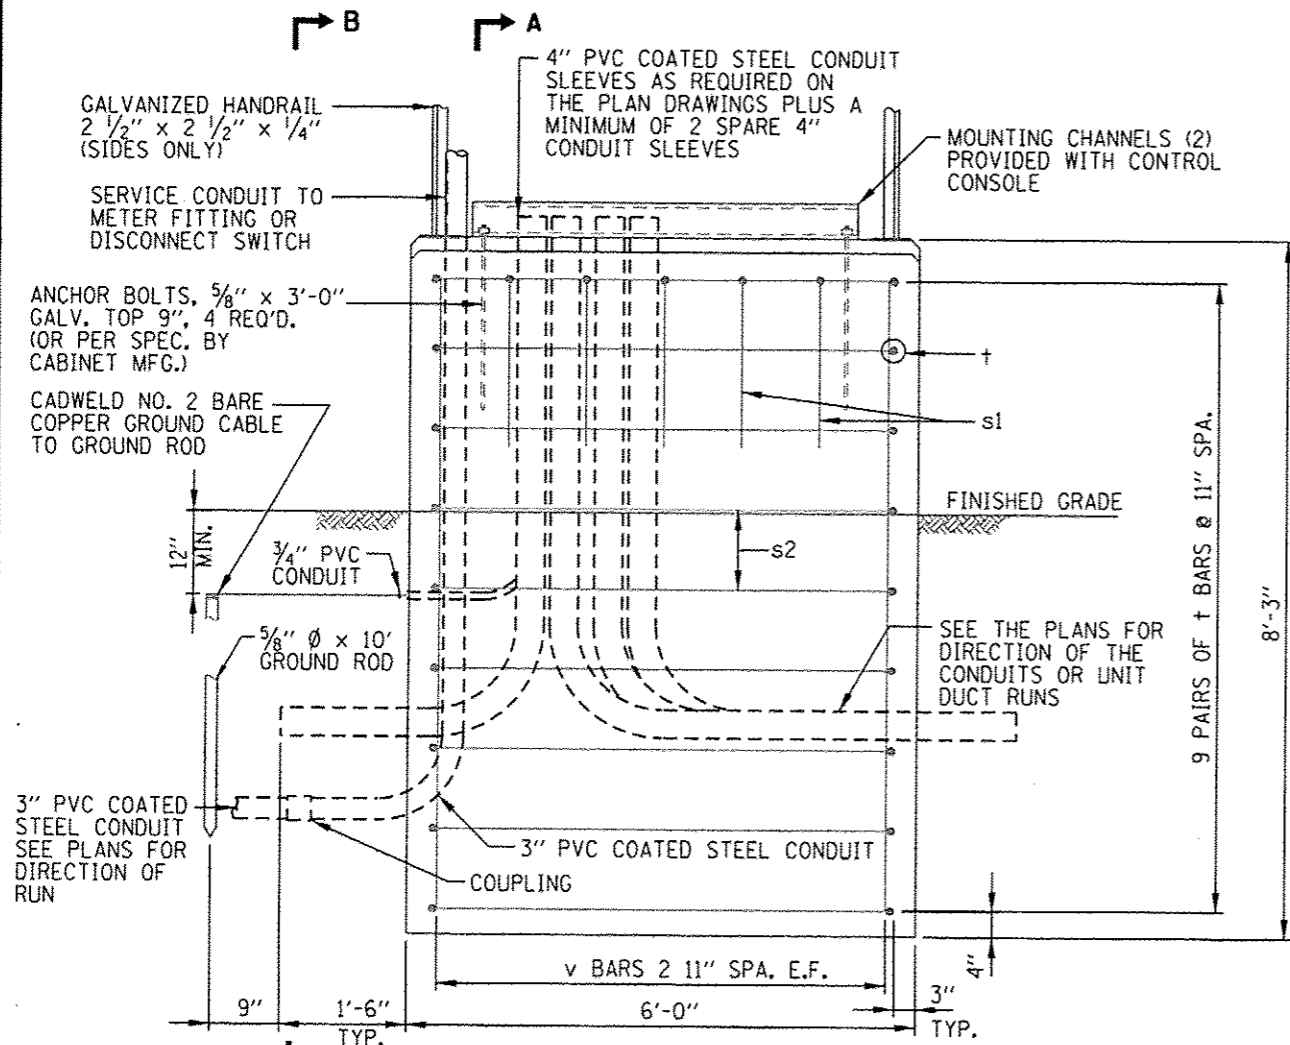 B
A
4" PVC COATED STEEL CONDUIT
SLEEVES AS REQUIRED ON
THE PLAN DRAWINGS PLUS A
MINIMUM OF 2 SPARE 4"
CONDUIT SLEEVES
GALVANIZED HANDRAIL
2 1/2" x 2 1/2" x 1/4"
(SIDES ONLY)
MOUNTING CHANNELS (2)
PROVIDED WITH CONTROL
CONSOLE
SERVICE CONDUIT TO
METER FITTING OR
DISCONNECT SWITCH
ANCHOR BOLTS, 5/8" x 3'-0"
GALV. TOP 9", 4 REQ'D.
(OR PER SPEC. BY
CABINET MFG.)
t
CADWELD NO. 2 BARE
COPPER GROUND CABLE
TO GROUND ROD
s1
FINISHED GRADE
12"
MIN.
3/4" PVC
CONDUIT
s2
5/8" Ø x 10'
GROUND ROD
SEE THE PLANS FOR
DIRECTION OF THE
CONDUITS OR UNIT
DUCT RUNS
9 PAIRS OF t BARS @ 11" SPA.
8'-3"
3" PVC COATED
STEEL CONDUIT
SEE PLANS FOR
DIRECTION OF
RUN
3" PVC COATED STEEL CONDUIT
COUPLING
4"
v BARS 2 11" SPA. E.F.
9"
1'-6"
TYP.
6'-0"
3"
TYP.